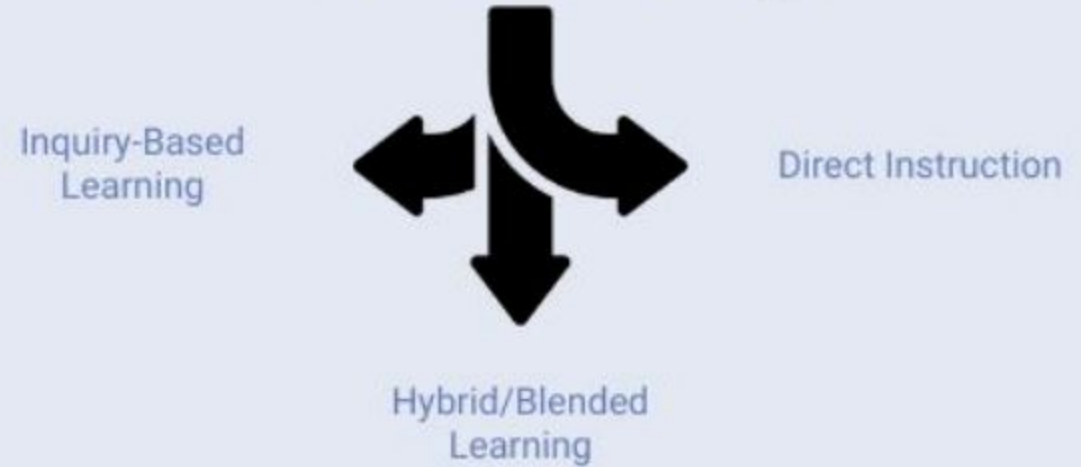 Inquiry-Based
Learning
Direct Instruction
Hybrid/Blended
Learning